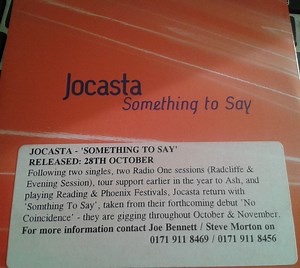 Jocasta
Something to Say
JOCASTA - 'SOMETHING TO SAY'
RELEASED: 28TH OCTOBER
Following two singles, two Radio One sessions (Radcliffe &
Evening Session), tour support earlier in the year to Ash, and
playing Reading & Phoenix Festivals, Jocasta return with
'Somthing To Say', taken from their forthcoming debut 'No
Coincidence' - they are gigging throughout October & November.
For more information contact Joe Bennett / Steve Morton on
0171 911 8469 / 0171 911 8456